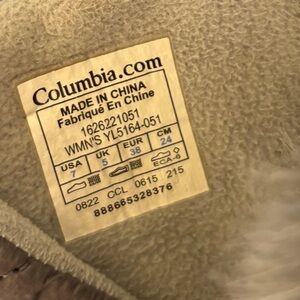 Columbia.com
MADE IN CHINA
Fabriqué En Chine
1626221051
WMN'S YL5164-051
USA UK EUR CM
7 5 38 24
ECA-6
0822 CCL 0615 215
888665328376